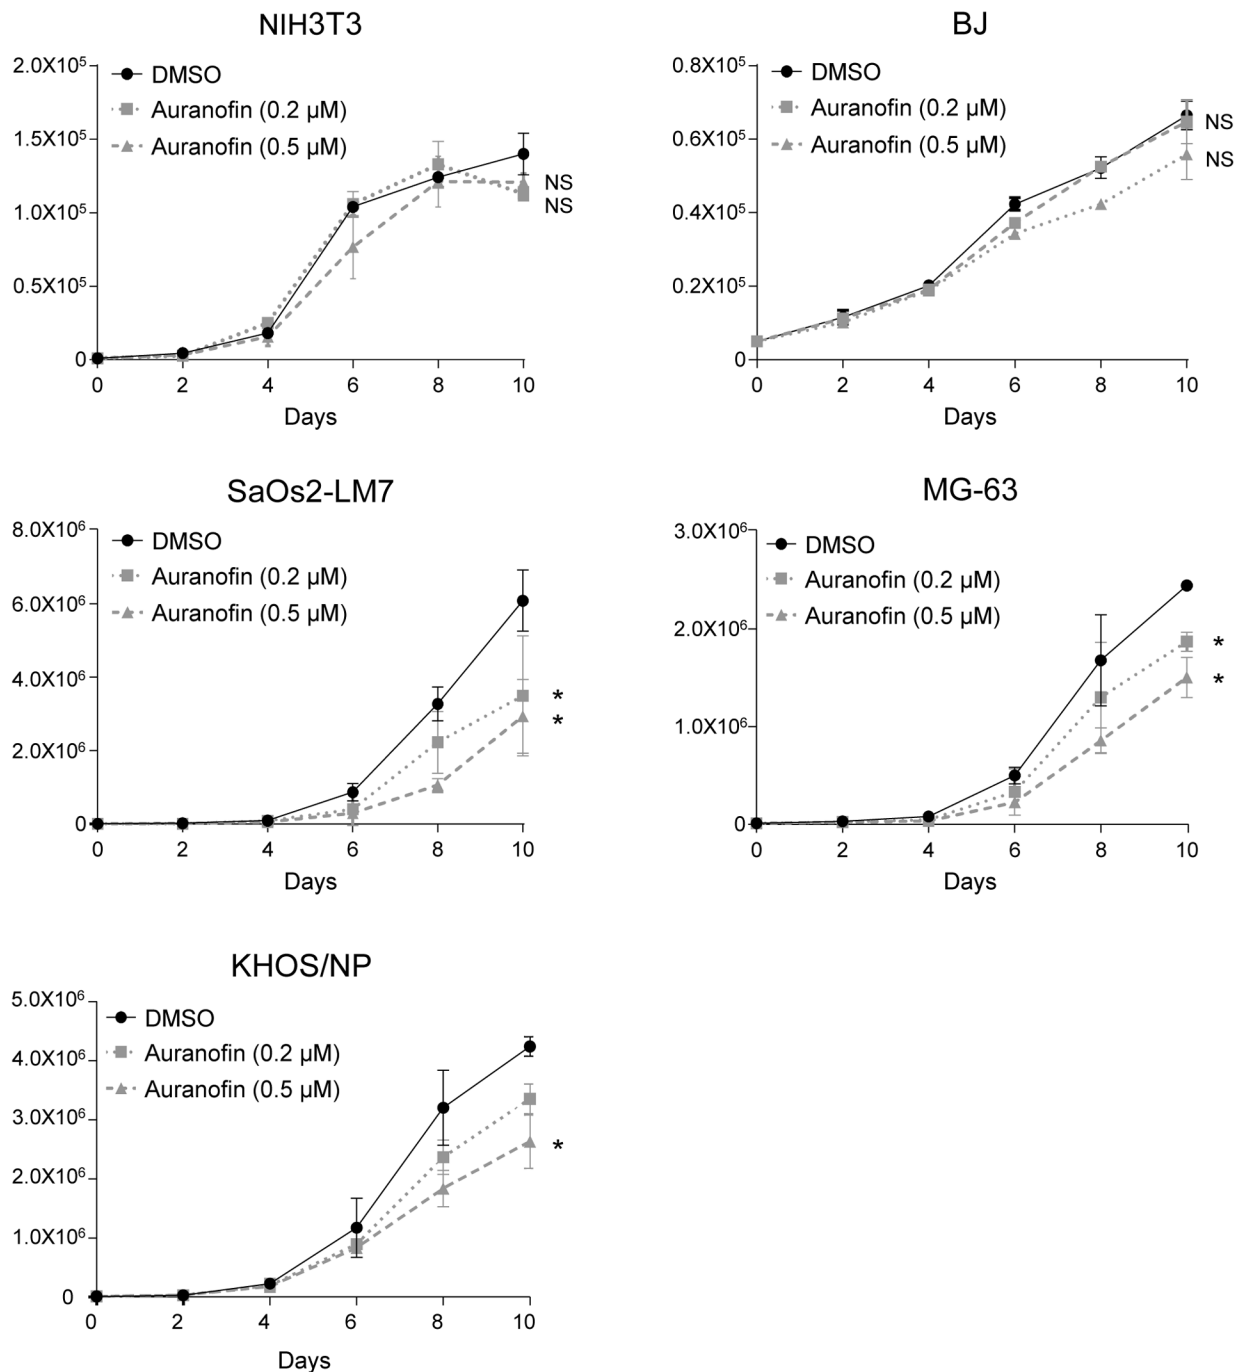 NIH3T3
2.0X10⁵
1.5X10⁵
1.0X10⁵
0.5X10⁵
0
DMSO
Auranofin (0.2 µM)
Auranofin (0.5 µM)
NS
NS
0 2 4 6 8 10
Days
BJ
0.8X10⁵
0.6X10⁵
0.4X10⁵
0.2X10⁵
0
DMSO
Auranofin (0.2 µM)
Auranofin (0.5 µM)
NS
NS
0 2 4 6 8 10
Days
SaOs2-LM7
8.0X10⁶
6.0X10⁶
4.0X10⁶
2.0X10⁶
0
DMSO
Auranofin (0.2 µM)
Auranofin (0.5 µM)
*
*
0 2 4 6 8 10
Days
MG-63
3.0X10⁶
2.0X10⁶
1.0X10⁶
0
DMSO
Auranofin (0.2 µM)
Auranofin (0.5 µM)
*
*
0 2 4 6 8 10
Days
KHOS/NP
5.0X10⁶
4.0X10⁶
3.0X10⁶
2.0X10⁶
1.0X10⁶
0
DMSO
Auranofin (0.2 µM)
Auranofin (0.5 µM)
*
0 2 4 6 8 10
Days